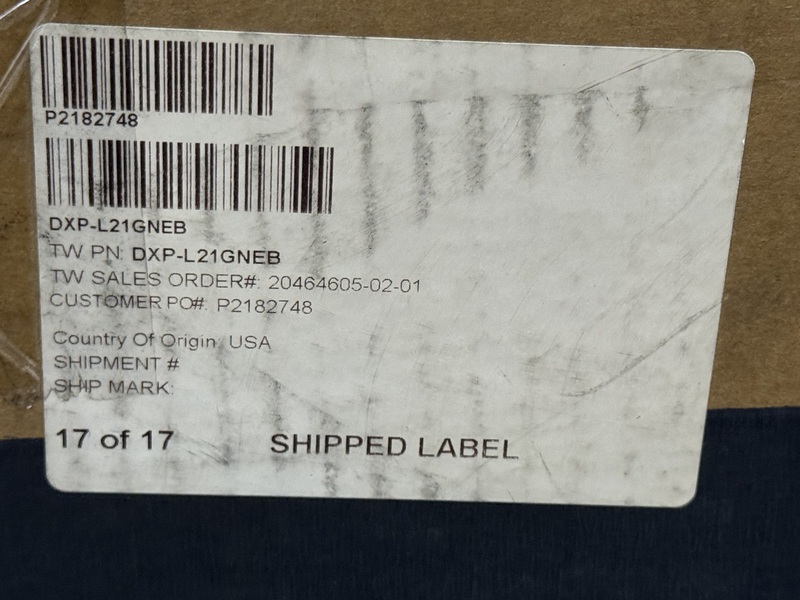 P2182748
DXP-L21GNEB
TW PN: DXP-L21GNEB
TW SALES ORDER#: 20464605-02-01
CUSTOMER PO#: P2182748
Country Of Origin: USA
SHIPMENT #
SHIP MARK:
17 of 17 SHIPPED LABEL